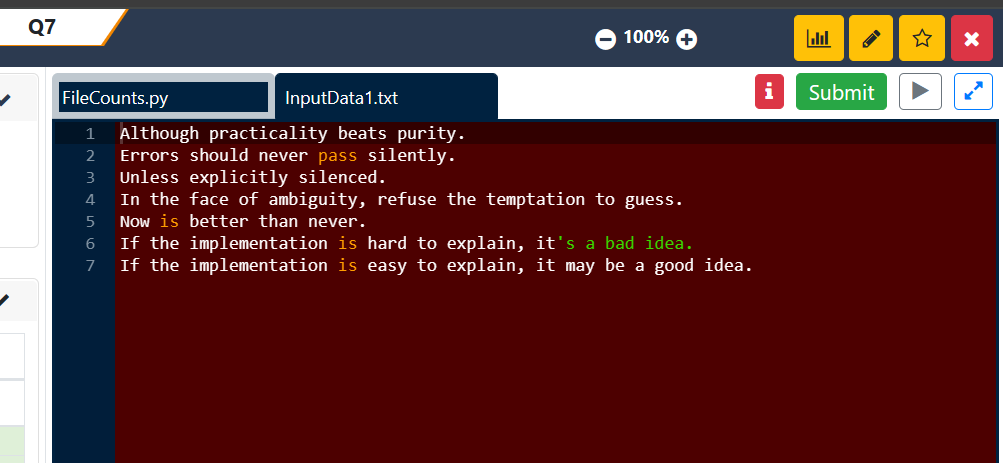 Q7
100%
FileCounts.py
InputData1.txt
i
Submit
1 Although practicality beats purity.
2 Errors should never pass silently.
3 Unless explicitly silenced.
4 In the face of ambiguity, refuse the temptation to guess.
5 Now is better than never.
6 If the implementation is hard to explain, it's a bad idea.
7 If the implementation is easy to explain, it may be a good idea.